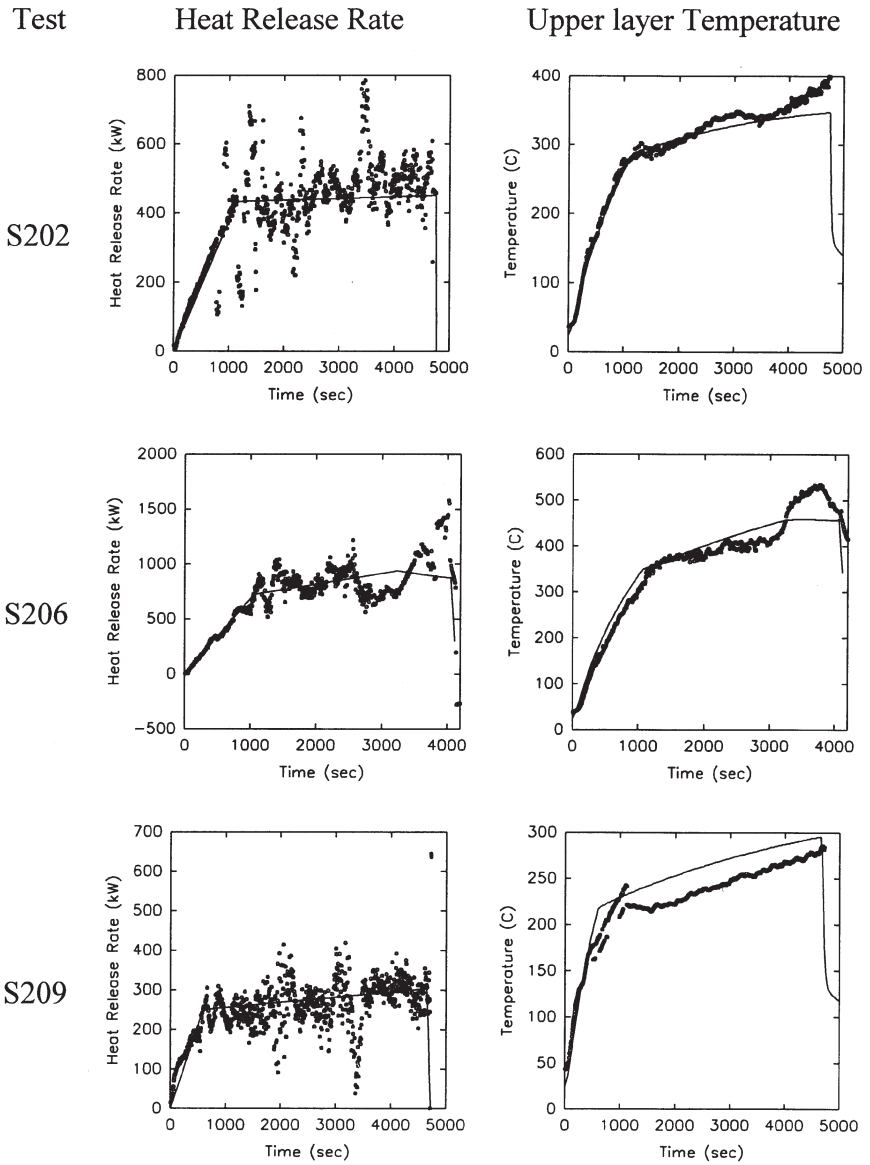 Test Heat Release Rate Upper layer Temperature
S202
Heat Release Rate (kW)
800
600
400
200
0
0 1000 2000 3000 4000 5000
Time (sec)
Temperature (C)
400
300
200
100
0
0 1000 2000 3000 4000 5000
Time (sec)
S206
Heat Release Rate (kW)
2000
1500
1000
500
0
−500
0 1000 2000 3000 4000
Time (sec)
Temperature (C)
600
500
400
300
200
100
0
0 1000 2000 3000 4000
Time (sec)
S209
Heat Release Rate (kW)
700
600
500
400
300
200
100
0
0 1000 2000 3000 4000 5000
Time (sec)
Temperature (C)
300
250
200
150
100
50
0
0 1000 2000 3000 4000 5000
Time (sec)